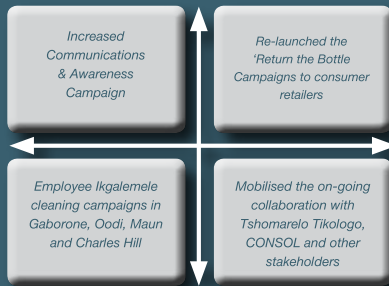 Increased
Communications
& Awareness
Campaign
Re-launched the
‘Return the Bottle
Campaigns to consumer
retailers
Employee Ikgalemele
cleaning campaigns in
Gaborone, Oodi, Maun
and Charles Hill
Mobilised the on-going
collaboration with
Tshomarelo Tikologo,
CONSOL and other
stakeholders